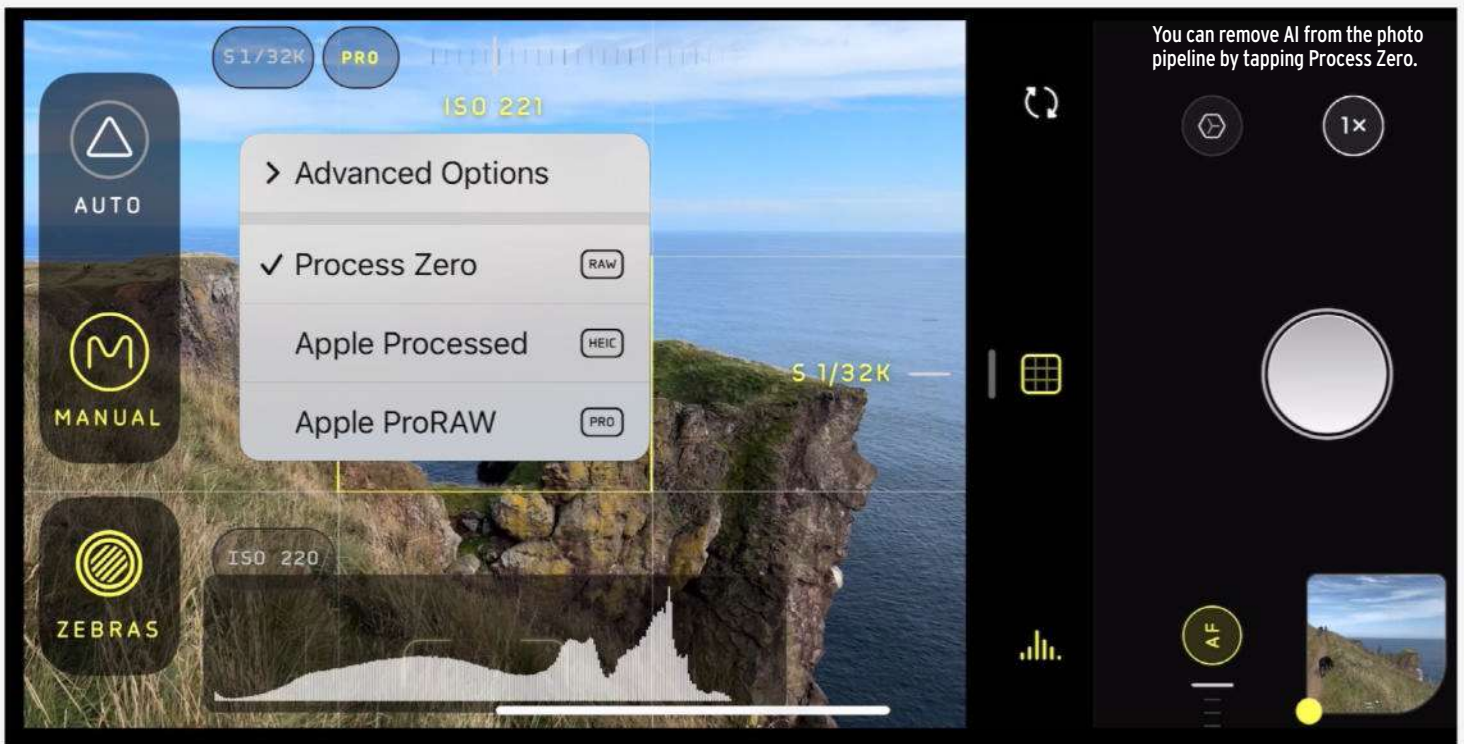 You can remove AI from the photo
pipeline by tapping Process Zero.
S 1/32K
PRO
ISO 221
1×
AUTO
> Advanced Options
✓ Process Zero
RAW
Apple Processed
HEIC
Apple ProRAW
PRO
MANUAL
S 1/32K
ISO 220
ZEBRAS
AF